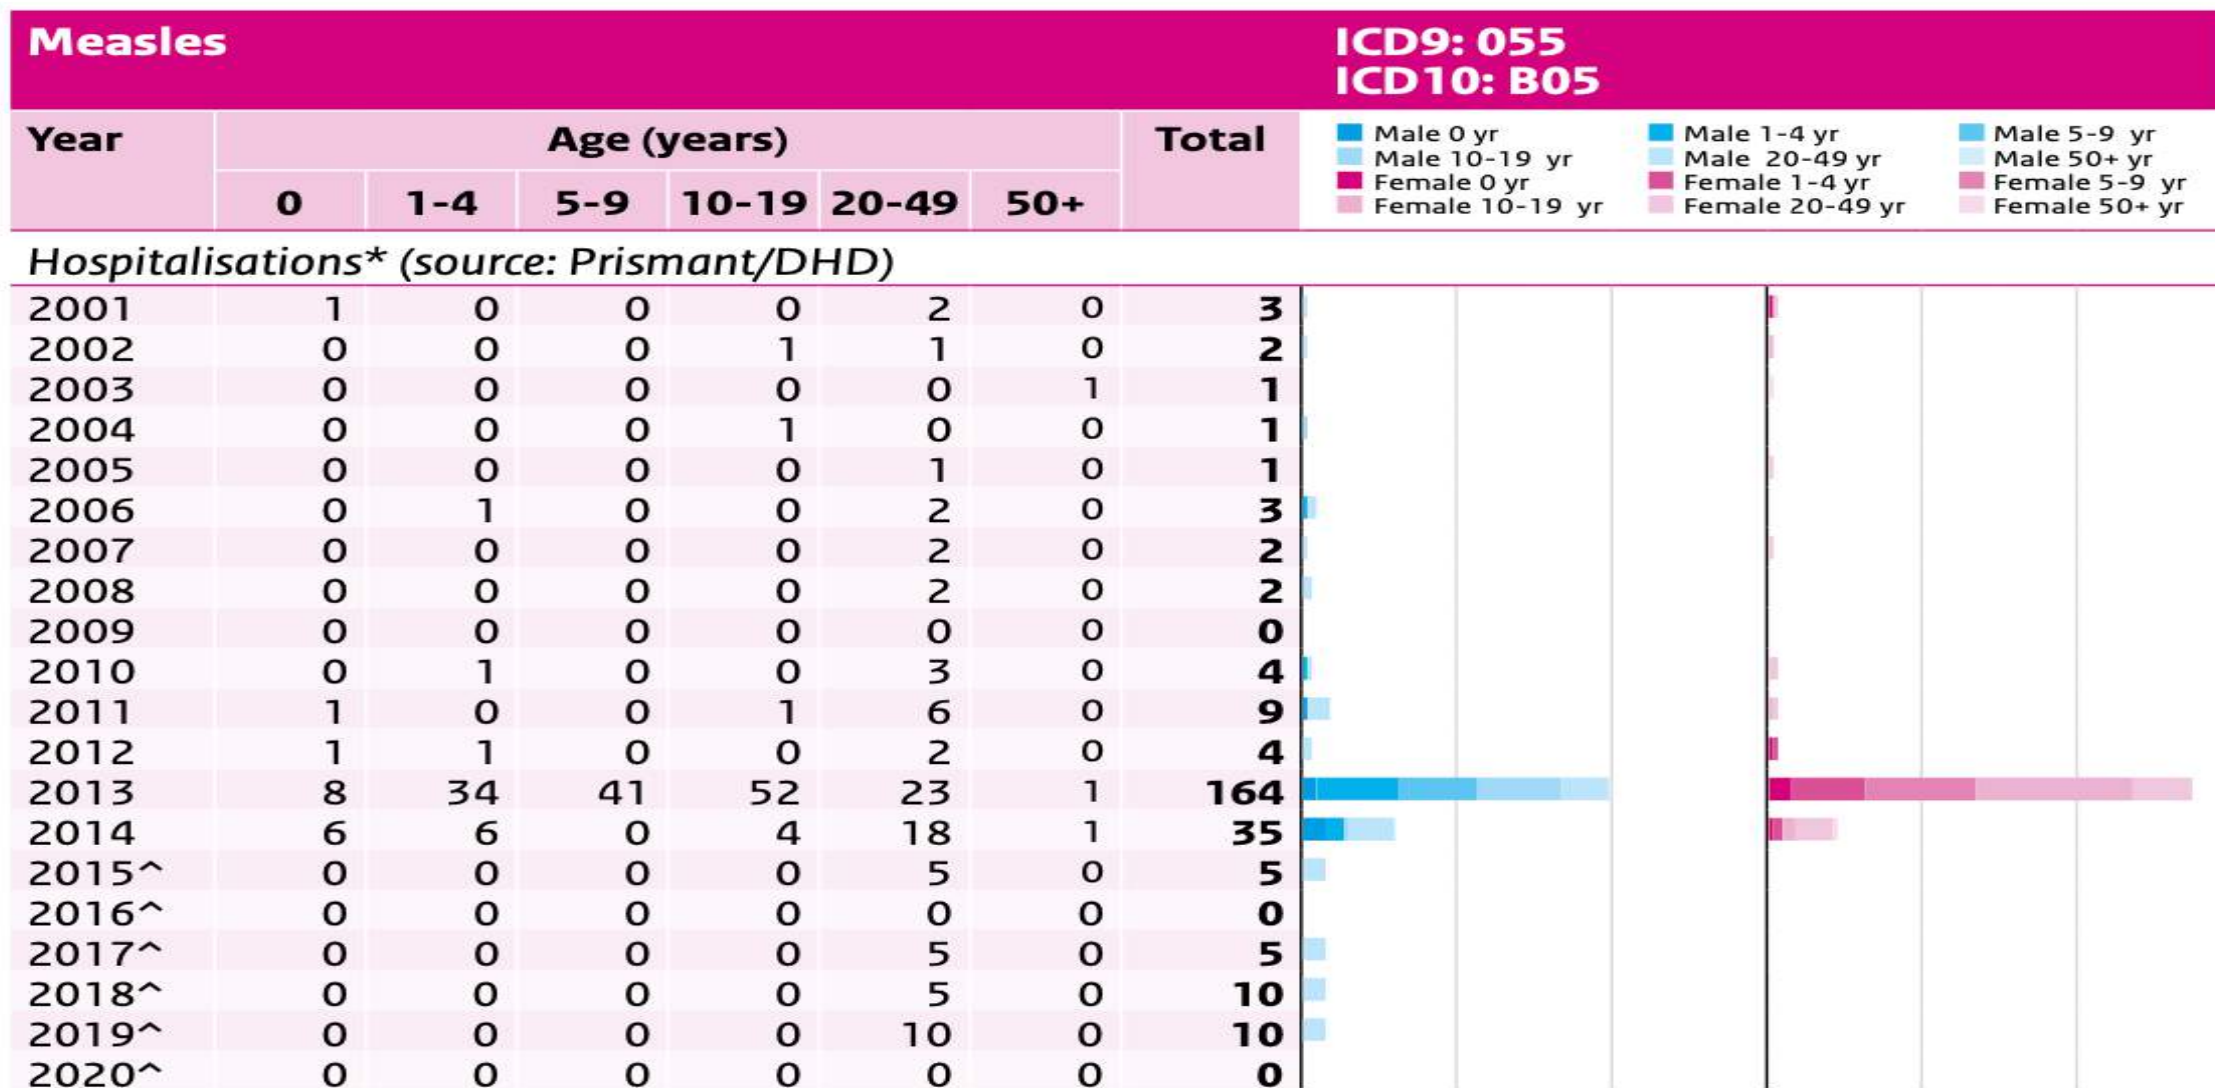 Measles ICD9: 055
ICD10: B05
Year Age (years) Total
0 1-4 5-9 10-19 20-49 50+
Male 0 yr Male 1-4 yr Male 5-9 yr
Male 10-19 yr Male 20-49 yr Male 50+ yr
Female 0 yr Female 1-4 yr Female 5-9 yr
Female 10-19 yr Female 20-49 yr Female 50+ yr
Hospitalisations* (source: Prismant/DHD)
2001 1 0 0 0 2 0 3
2002 0 0 0 1 1 0 2
2003 0 0 0 0 0 1 1
2004 0 0 0 1 0 0 1
2005 0 0 0 0 1 0 1
2006 0 1 0 0 2 0 3
2007 0 0 0 0 2 0 2
2008 0 0 0 0 2 0 2
2009 0 0 0 0 0 0 0
2010 0 1 0 0 3 0 4
2011 1 0 0 1 6 0 9
2012 1 1 0 0 2 0 4
2013 8 34 41 52 23 1 164
2014 6 6 0 4 18 1 35
2015^ 0 0 0 0 5 0 5
2016^ 0 0 0 0 0 0 0
2017^ 0 0 0 0 5 0 5
2018^ 0 0 0 0 5 0 10
2019^ 0 0 0 0 10 0 10
2020^ 0 0 0 0 0 0 0